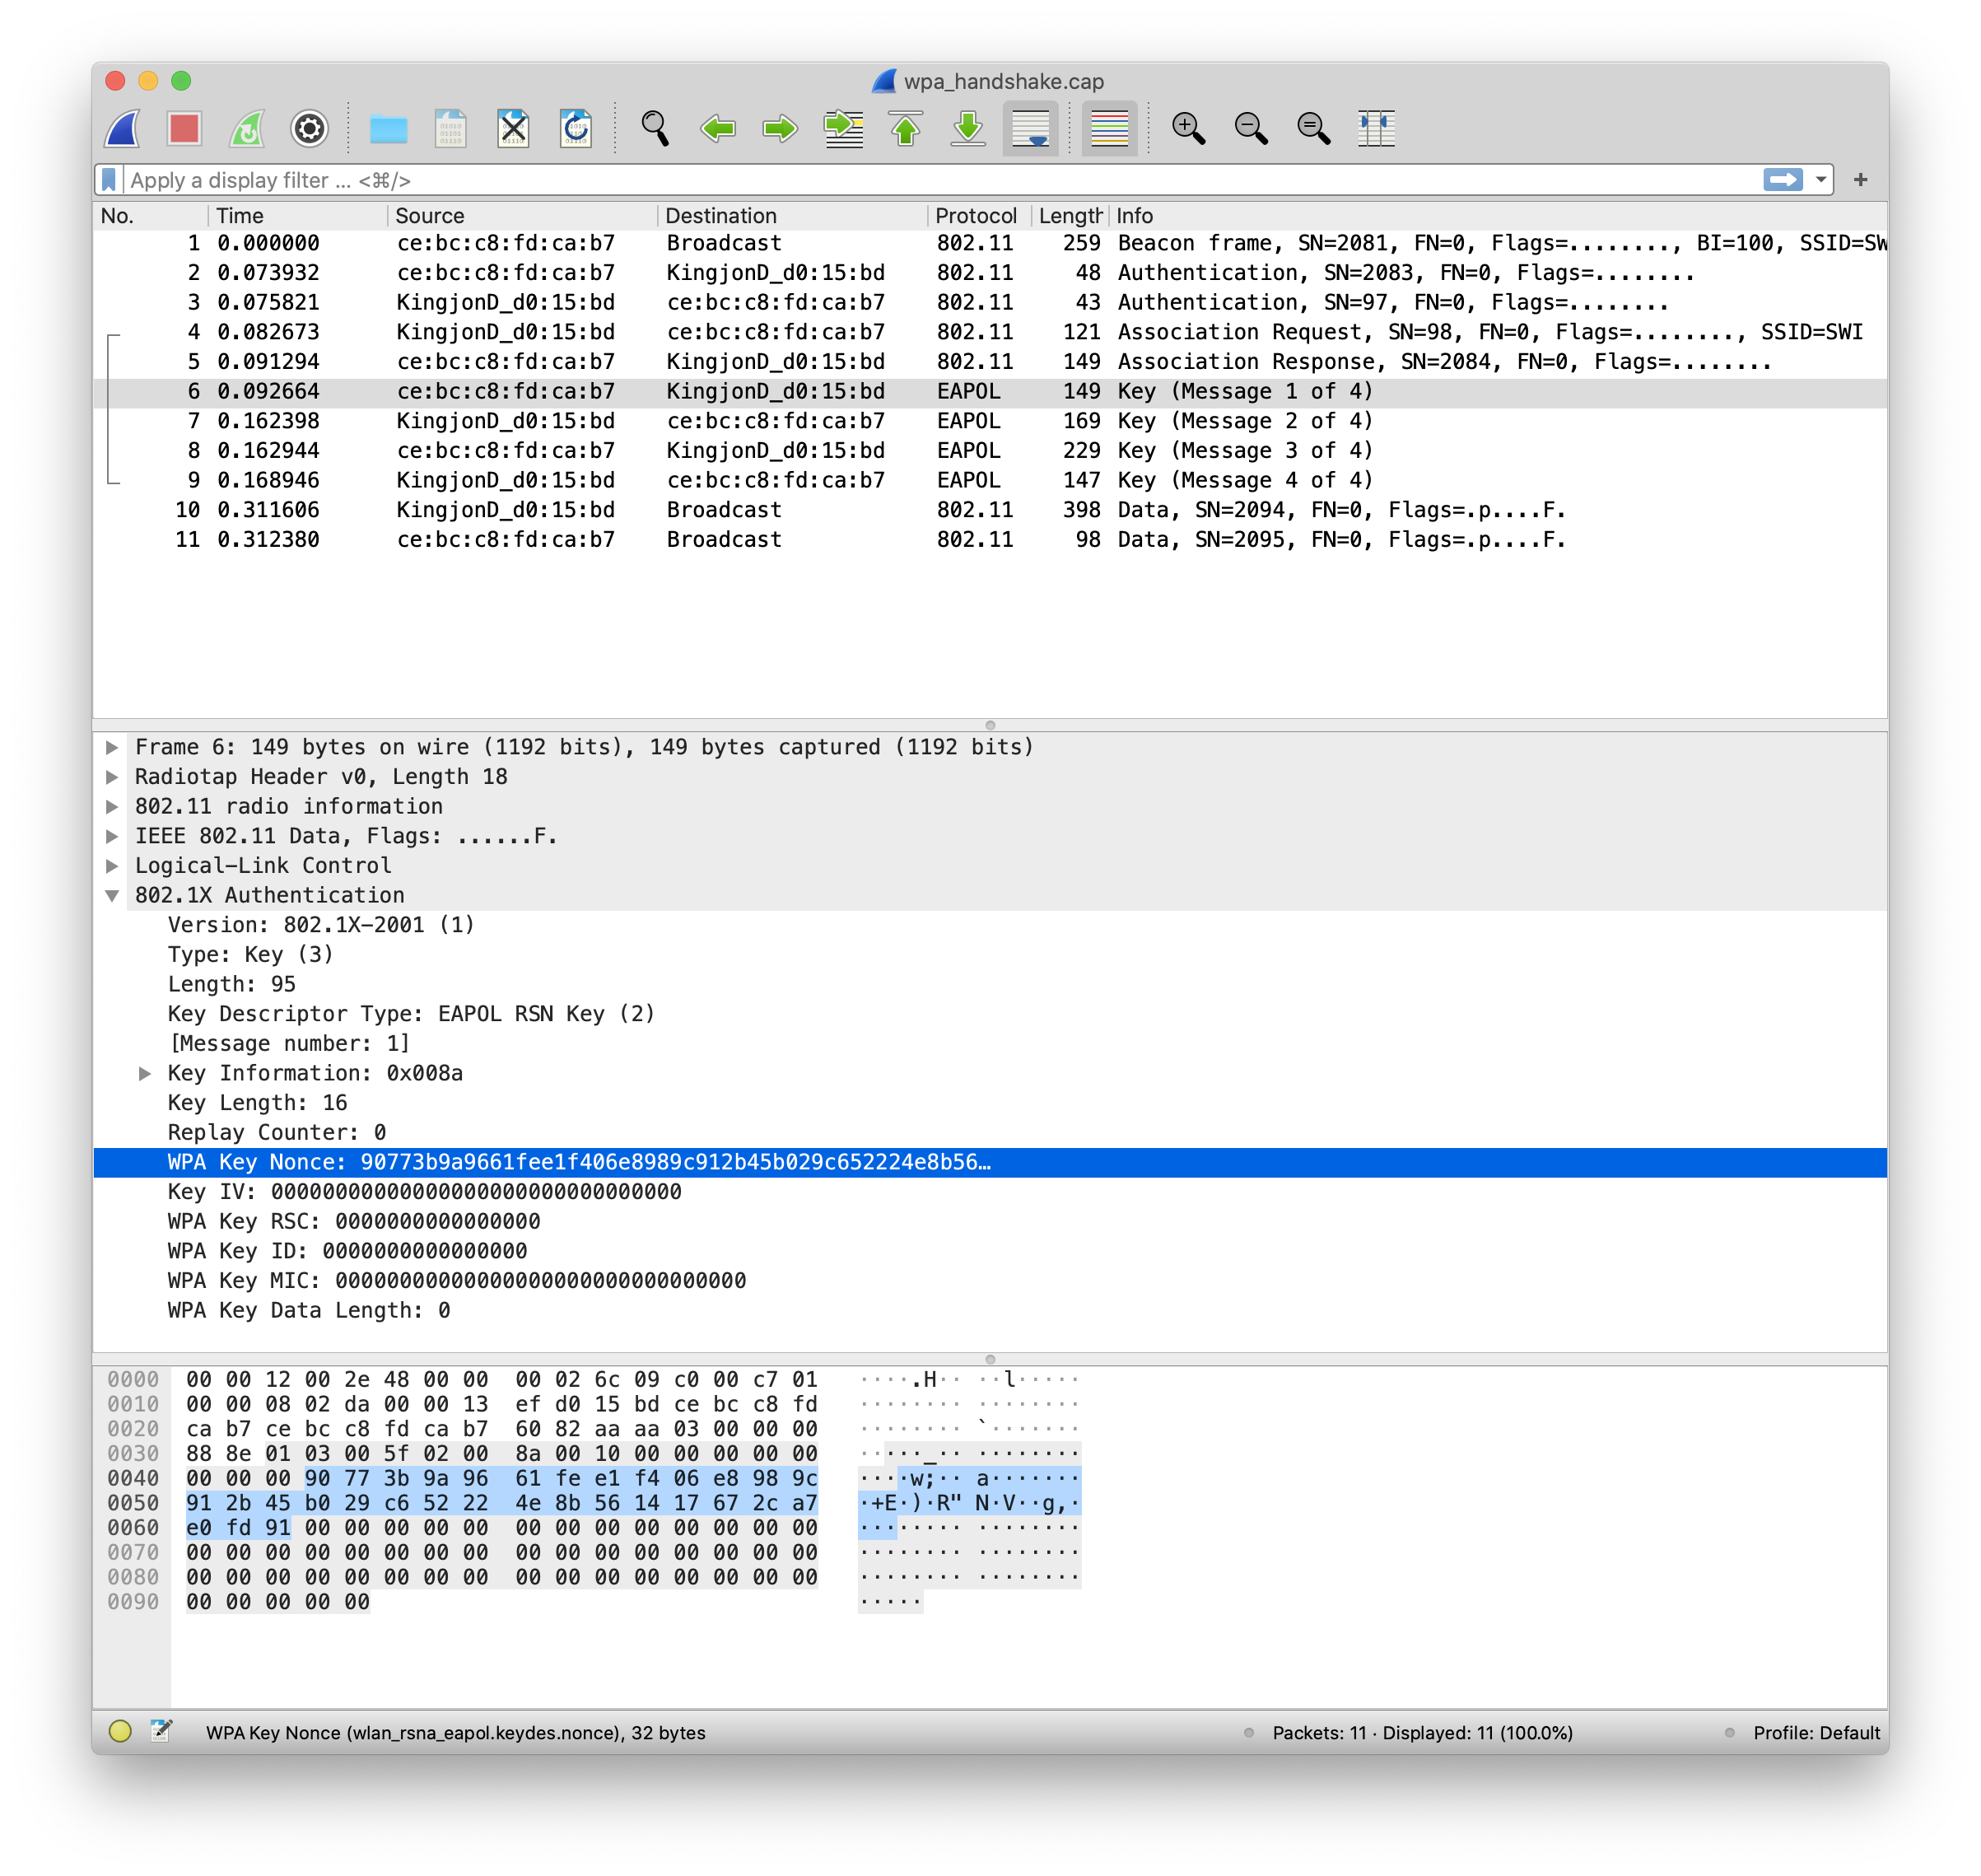 wpa_handshake.cap
Apply a display filter ... <⌘/>
+
No. Time Source Destination Protocol Length Info
1 0.000000 ce:bc:c8:fd:ca:b7 Broadcast 802.11 259 Beacon frame, SN=2081, FN=0, Flags=........, BI=100, SSID=SW
2 0.073932 ce:bc:c8:fd:ca:b7 KingjonD_d0:15:bd 802.11 48 Authentication, SN=2083, FN=0, Flags=........
3 0.075821 KingjonD_d0:15:bd ce:bc:c8:fd:ca:b7 802.11 43 Authentication, SN=97, FN=0, Flags=........
4 0.082673 KingjonD_d0:15:bd ce:bc:c8:fd:ca:b7 802.11 121 Association Request, SN=98, FN=0, Flags=........, SSID=SWI
5 0.091294 ce:bc:c8:fd:ca:b7 KingjonD_d0:15:bd 802.11 149 Association Response, SN=2084, FN=0, Flags=........
6 0.092664 ce:bc:c8:fd:ca:b7 KingjonD_d0:15:bd EAPOL 149 Key (Message 1 of 4)
7 0.162398 KingjonD_d0:15:bd ce:bc:c8:fd:ca:b7 EAPOL 169 Key (Message 2 of 4)
8 0.162944 ce:bc:c8:fd:ca:b7 KingjonD_d0:15:bd EAPOL 229 Key (Message 3 of 4)
9 0.168946 KingjonD_d0:15:bd ce:bc:c8:fd:ca:b7 EAPOL 147 Key (Message 4 of 4)
10 0.311606 KingjonD_d0:15:bd Broadcast 802.11 398 Data, SN=2094, FN=0, Flags=.p....F.
11 0.312380 ce:bc:c8:fd:ca:b7 Broadcast 802.11 98 Data, SN=2095, FN=0, Flags=.p....F.
Frame 6: 149 bytes on wire (1192 bits), 149 bytes captured (1192 bits)
Radiotap Header v0, Length 18
802.11 radio information
IEEE 802.11 Data, Flags: ......F.
Logical-Link Control
802.1X Authentication
Version: 802.1X-2001 (1)
Type: Key (3)
Length: 95
Key Descriptor Type: EAPOL RSN Key (2)
[Message number: 1]
Key Information: 0x008a
Key Length: 16
Replay Counter: 0
WPA Key Nonce: 90773b9a9661fee1f406e8989c912b45b029c652224e8b56…
Key IV: 00000000000000000000000000000000
WPA Key RSC: 0000000000000000
WPA Key ID: 0000000000000000
WPA Key MIC: 00000000000000000000000000000000
WPA Key Data Length: 0
0000 00 00 12 00 2e 48 00 00 00 02 6c 09 c0 00 c7 01 ····.H·· ··l·····
0010 00 00 08 02 da 00 00 13 ef d0 15 bd ce bc c8 fd ········ ········
0020 ca b7 ce bc c8 fd ca b7 60 82 aa aa 03 00 00 00 ········ `·······
0030 88 8e 01 03 00 5f 02 00 8a 00 10 00 00 00 00 00 ·····_·· ········
0040 00 00 00 90 77 3b 9a 96 61 fe e1 f4 06 e8 98 9c ····w;·· a·······
0050 91 2b 45 b0 29 c6 52 22 4e 8b 56 14 17 67 2c a7 ·+E·)·R" N·V··g,·
0060 e0 fd 91 00 00 00 00 00 00 00 00 00 00 00 00 00 ········ ········
0070 00 00 00 00 00 00 00 00 00 00 00 00 00 00 00 00 ········ ········
0080 00 00 00 00 00 00 00 00 00 00 00 00 00 00 00 00 ········ ········
0090 00 00 00 00 00 ·····
WPA Key Nonce (wlan_rsna_eapol.keydes.nonce), 32 bytes Packets: 11 · Displayed: 11 (100.0%) Profile: Default